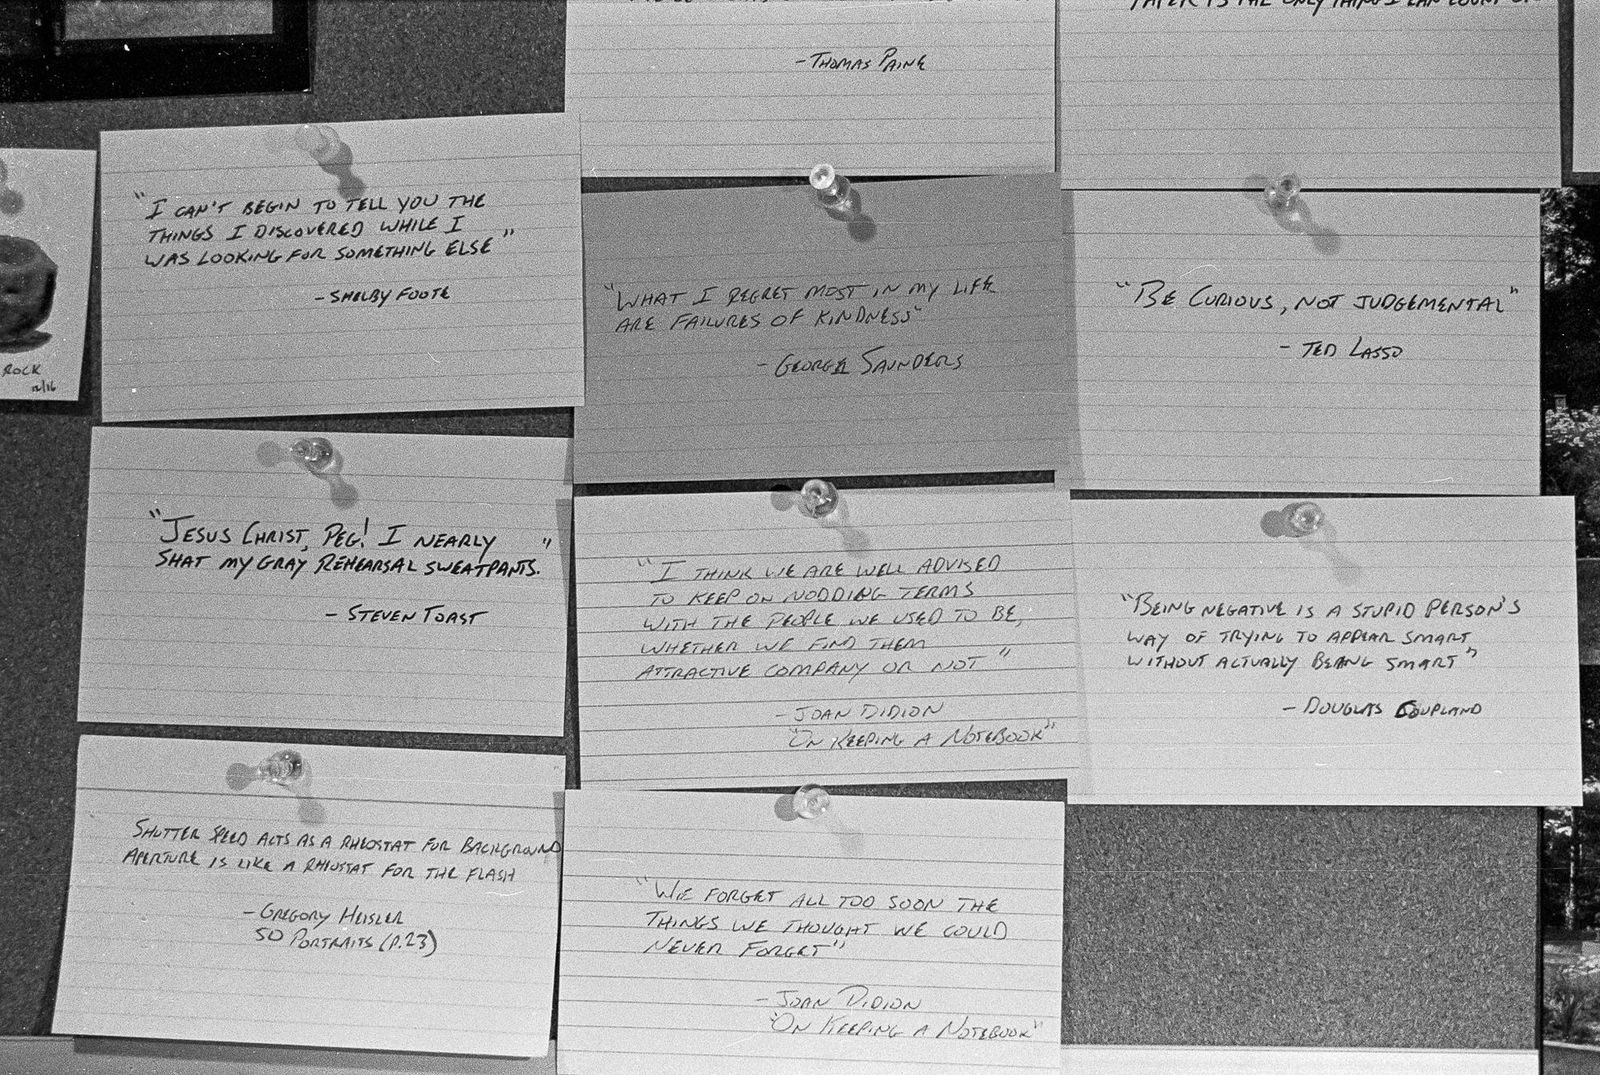 - THOMAS PAINE
PAPER IS THE ONLY THING I CAN COUNT ON
"I CAN'T BEGIN TO TELL YOU THE
THINGS I DISCOVERED WHILE I
WAS LOOKING FOR SOMETHING ELSE"
- SHELBY FOOTE
"WHAT I REGRET MOST IN MY LIFE
ARE FAILURES OF KINDNESS"
- GEORGE SAUNDERS
"BE CURIOUS, NOT JUDGEMENTAL"
- TED LASSO
ROCK
12/16
"JESUS CHRIST, PEG! I NEARLY
SHAT MY GRAY REHEARSAL SWEATPANTS."
- STEVEN TOAST
"I THINK WE ARE WELL ADVISED
TO KEEP ON NODDING TERMS
WITH THE PEOPLE WE USED TO BE,
WHETHER WE FIND THEM
ATTRACTIVE COMPANY OR NOT"
- JOAN DIDION
"ON KEEPING A NOTEBOOK"
"BEING NEGATIVE IS A STUPID PERSON'S
WAY OF TRYING TO APPEAR SMART
WITHOUT ACTUALLY BEING SMART"
- DOUGLAS COUPLAND
SHUTTER SPEED ACTS AS A RHEOSTAT FOR BACKGROUND
APERTURE IS LIKE A RHEOSTAT FOR THE FLASH
- GREGORY HEISLER
50 PORTRAITS (P.23)
"WE FORGET ALL TOO SOON THE
THINGS WE THOUGHT WE COULD
NEVER FORGET"
- JOAN DIDION
"ON KEEPING A NOTEBOOK"